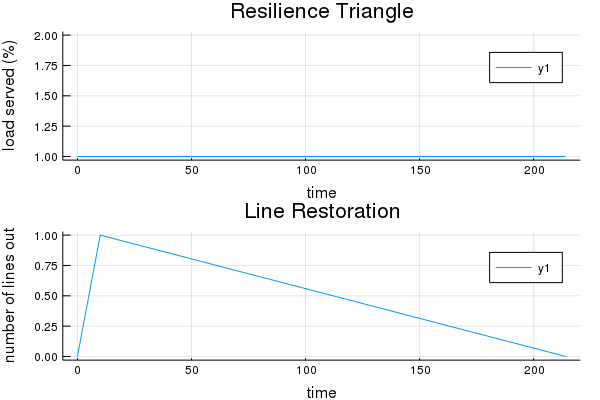 Resilience Triangle
load served (%)
2.00
1.75
1.50
1.25
1.00
y1
0 50 100 150 200
time
Line Restoration
number of lines out
1.00
0.75
0.50
0.25
0.00
y1
0 50 100 150 200
time